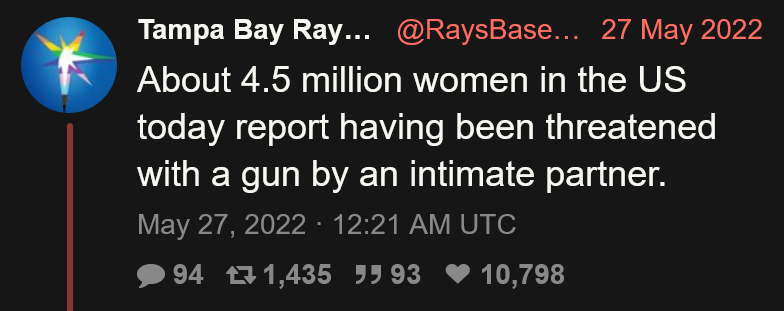 Tampa Bay Ray... @RaysBase... 27 May 2022
About 4.5 million women in the US
today report having been threatened
with a gun by an intimate partner.
May 27, 2022 · 12:21 AM UTC
94 1,435 93 10,798